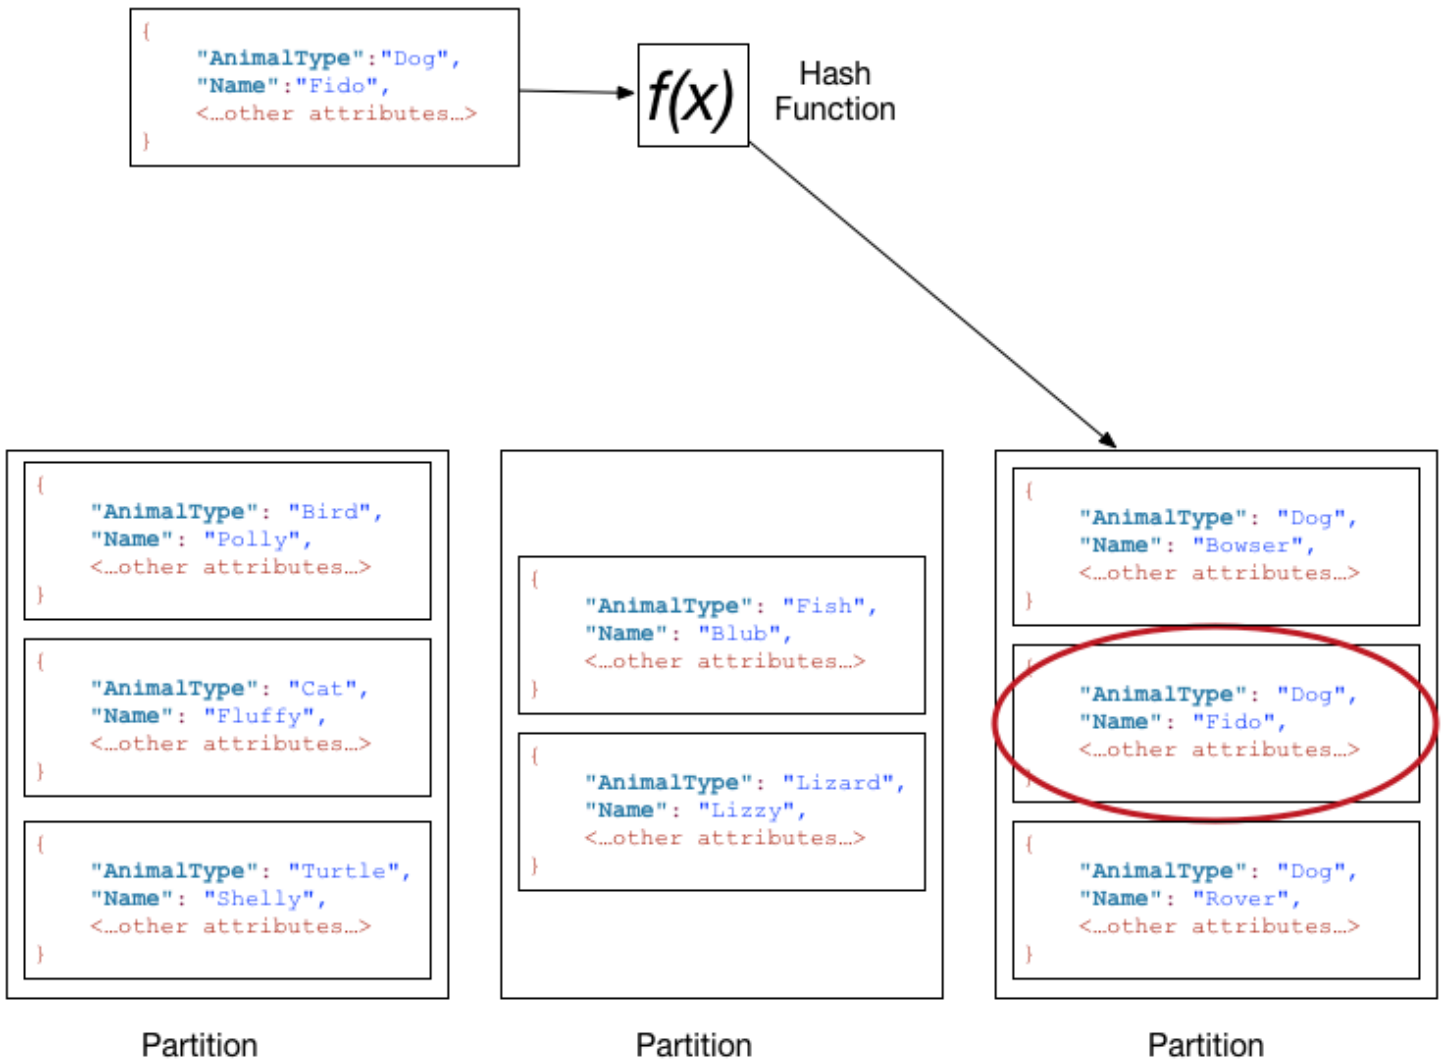 {
"AnimalType":"Dog",
"Name":"Fido",
<…other attributes…>
}
f(x)
Hash
Function
{
"AnimalType": "Bird",
"Name": "Polly",
<…other attributes…>
}
{
"AnimalType": "Cat",
"Name": "Fluffy",
<…other attributes…>
}
{
"AnimalType": "Turtle",
"Name": "Shelly",
<…other attributes…>
}
Partition
{
"AnimalType": "Fish",
"Name": "Blub",
<…other attributes…>
}
{
"AnimalType": "Lizard",
"Name": "Lizzy",
<…other attributes…>
}
Partition
{
"AnimalType": "Dog",
"Name": "Bowser",
<…other attributes…>
}
{
"AnimalType": "Dog",
"Name": "Fido",
<…other attributes…>
}
{
"AnimalType": "Dog",
"Name": "Rover",
<…other attributes…>
}
Partition